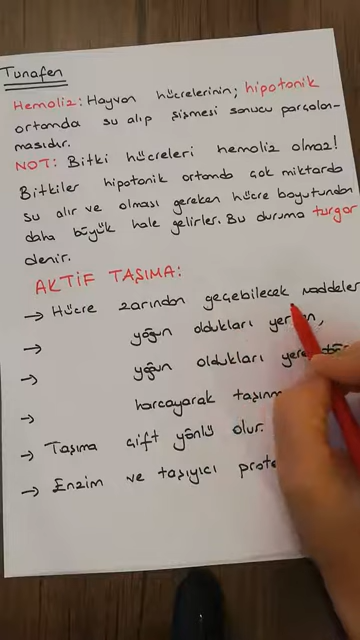 Tunafen
Hemoliz: Hayvan hücrelerinin; hipotonik
ortamda su alıp şişmesi sonucu parçalan-
masıdır.
NOT: Bitki hücreleri hemoliz olmaz!
Bitkiler hipotonik ortamda çok miktarda
su alır ve olması gereken hücre boyutundan
daha büyük hale gelirler. Bu duruma turgor
denir.
AKTİF TAŞIMA:
→ Hücre zarından geçebilecek maddeler
→ yoğun oldukları
→ yoğun oldukları yere
→ harcayarak
→ Taşıma çift yönlü olur.
→ Enzim ve taşıyıcı